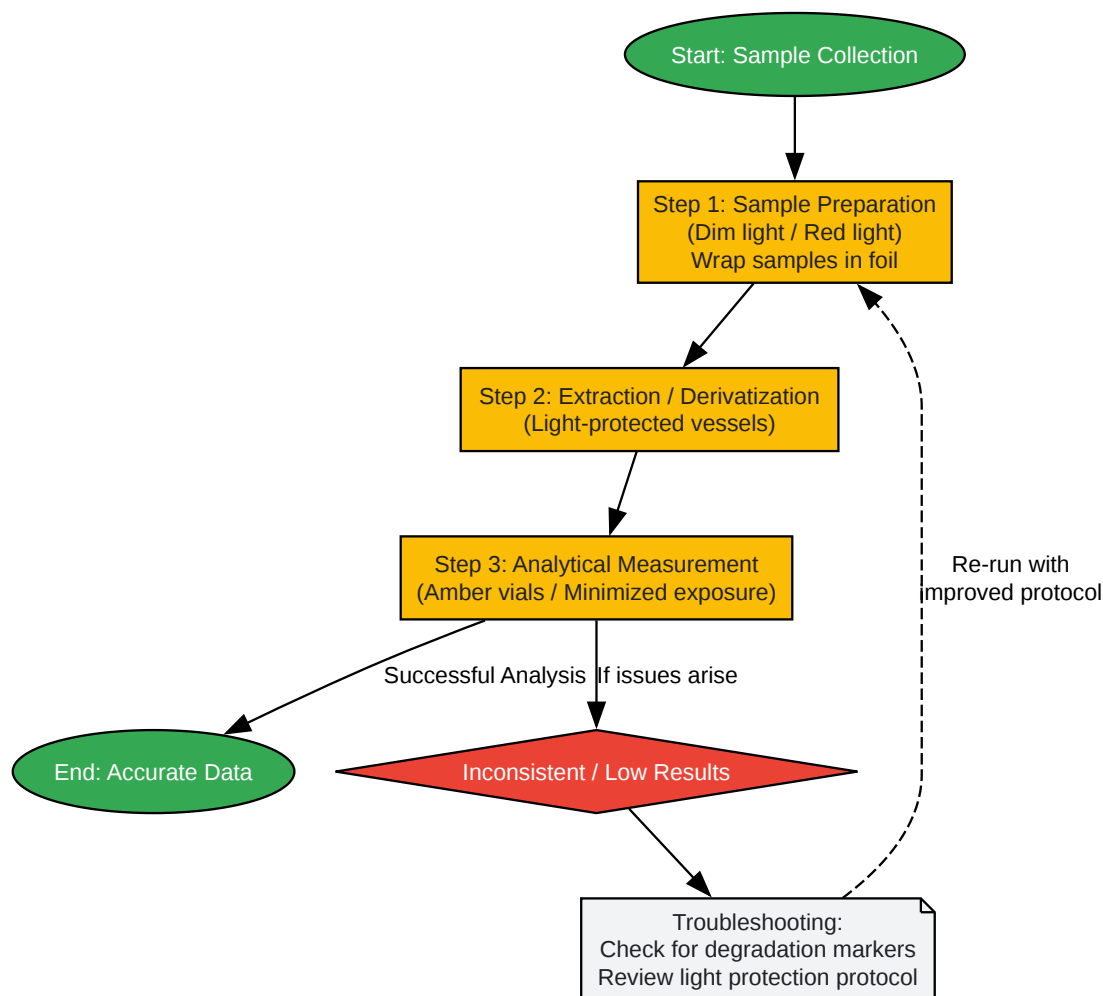 Start: Sample Collection
Step 1: Sample Preparation
(Dim light / Red light)
Wrap samples in foil
Step 2: Extraction / Derivatization
(Light-protected vessels)
Step 3: Analytical Measurement
(Amber vials / Minimized exposure)
Re-run with
improved protocol
Successful Analysis
If issues arise
End: Accurate Data
Inconsistent / Low Results
Troubleshooting:
Check for degradation markers
Review light protection protocol